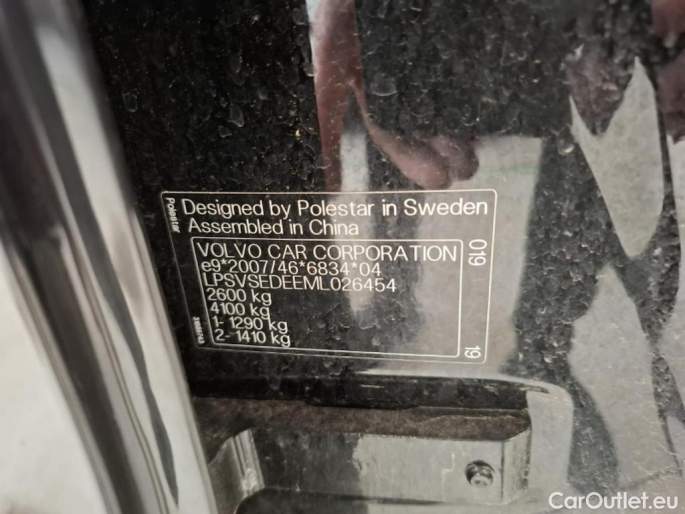 Polestar
Designed by Polestar in Sweden
Assembled in China
VOLVO CAR CORPORATION
e9*2007/46*6834*04
LPSVSEDEEML026454
2600 kg
4100 kg
1- 1290 kg
2- 1410 kg
019
19
CarOutlet.eu